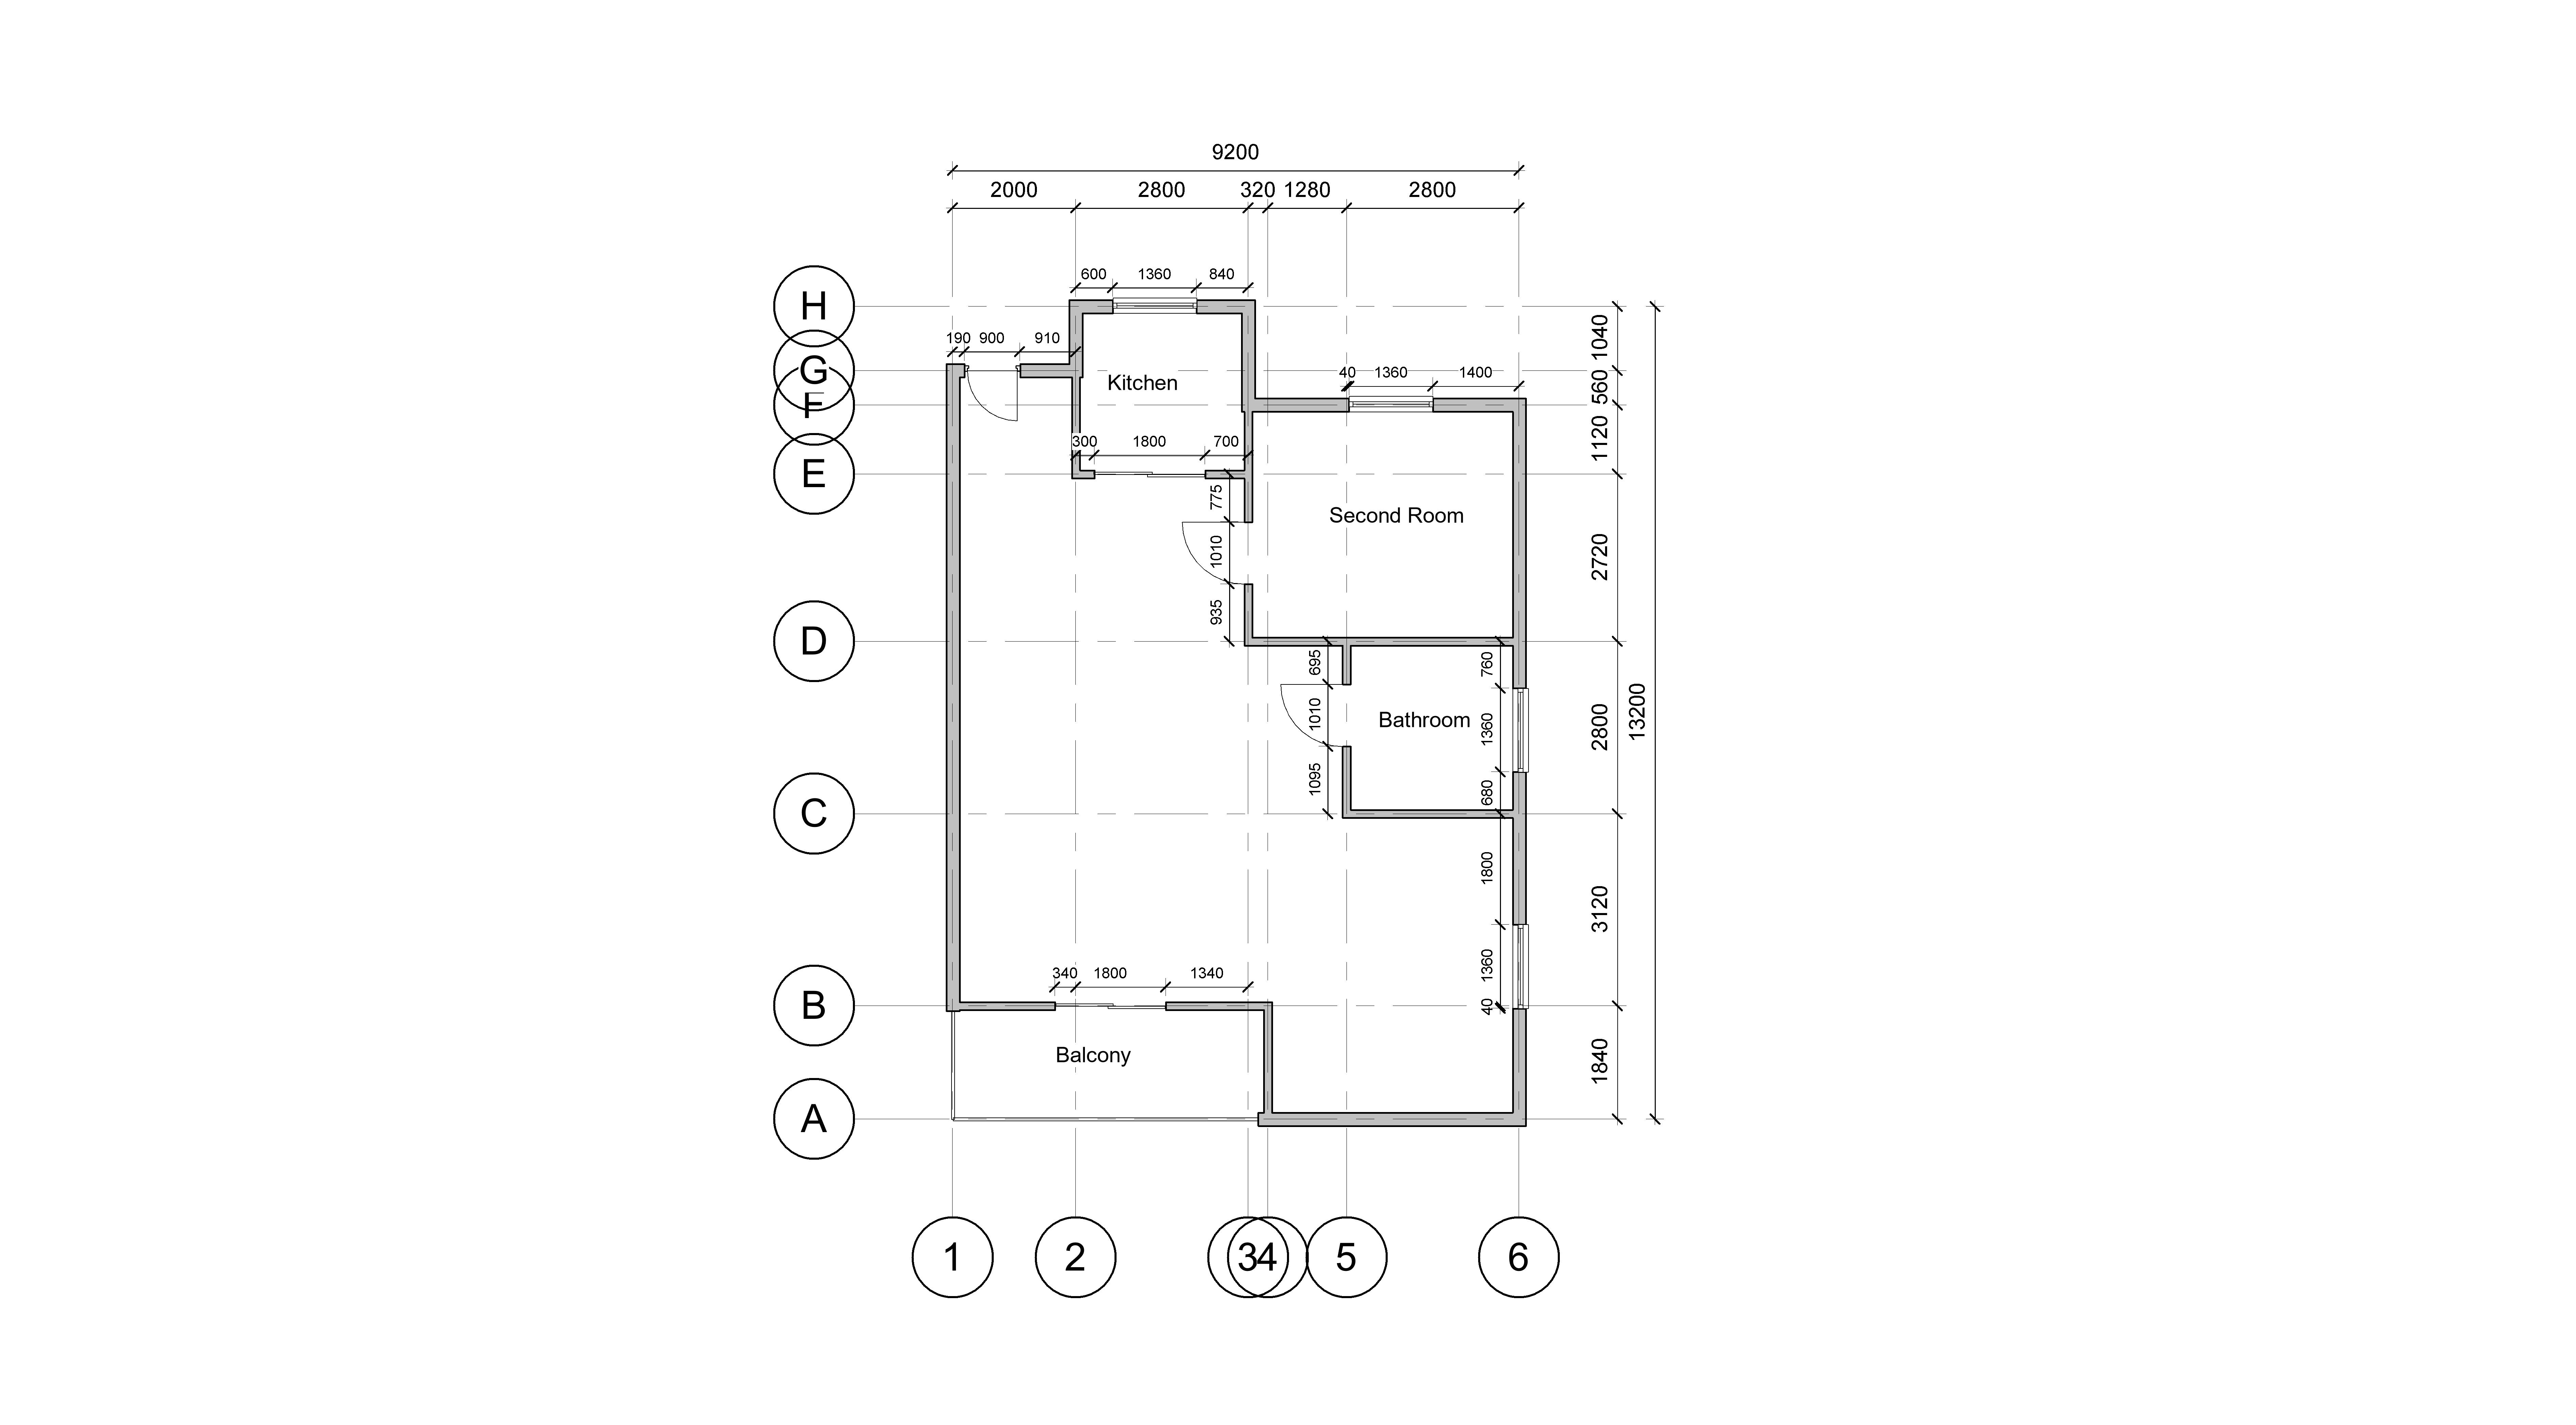 9200
2000 2800 320 1280 2800
600 1360 840
H
1040
190 900 910
G
Kitchen
40 1360 1400
560
F
1120
300 1800 700
E
775
Second Room
1010
2720
935
D
695
760
1010
Bathroom
1360
2800
13200
1095
680
C
1800
3120
1360
340 1800 1340
40
B
Balcony
1840
A
1 2 3 4 5 6